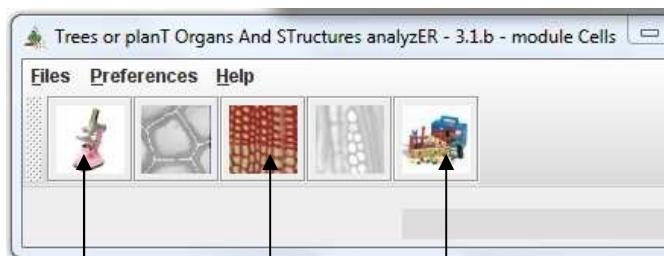 Trees or planT Organs And STructures analyzER - 3.1.b - module Cells
Files Preferences Help